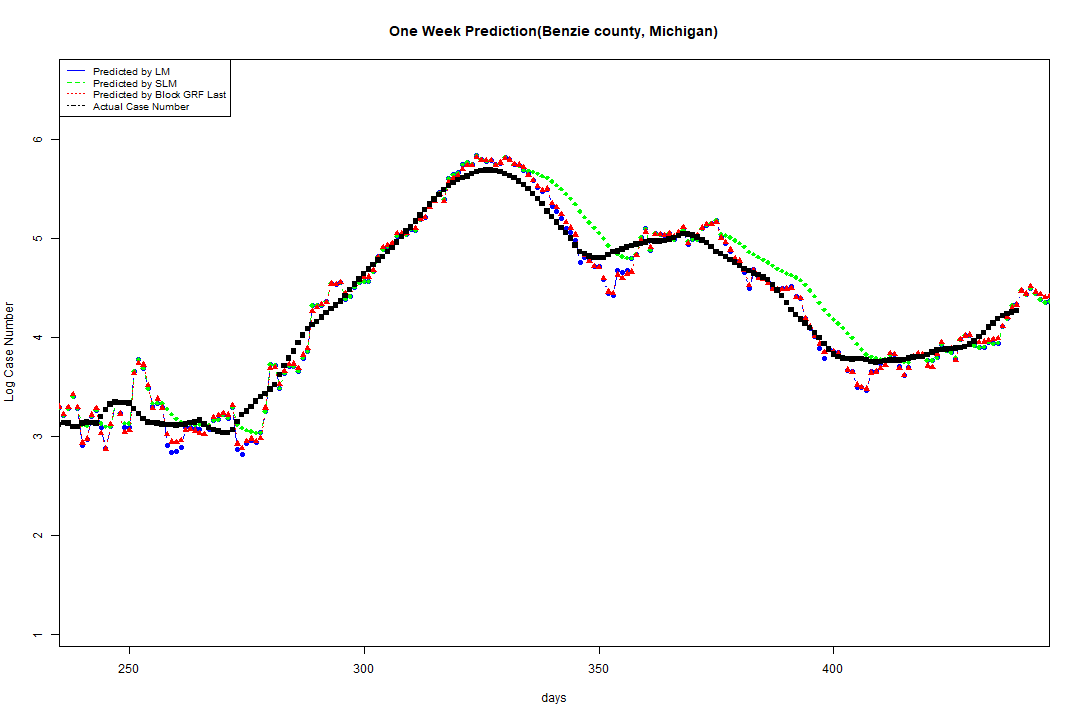 One Week Prediction(Benzie county, Michigan)
Predicted by LM
Predicted by SLM
Predicted by Block GRF Last
Actual Case Number
6
5
4
3
2
1
Log Case Number
250 300 350 400
days